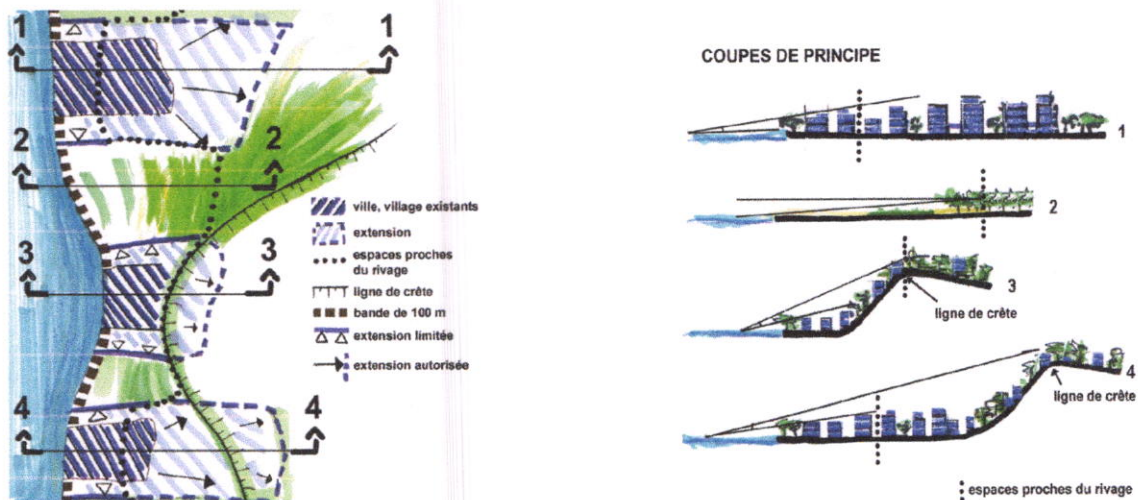 1
1
2
2
3
3
4
4
ville, village existants
extension
espaces proches
du rivage
ligne de crête
bande de 100 m
extension limitée
extension autorisée
COUPES DE PRINCIPE
1
2
3
ligne de crête
4
ligne de crête
espaces proches du rivage